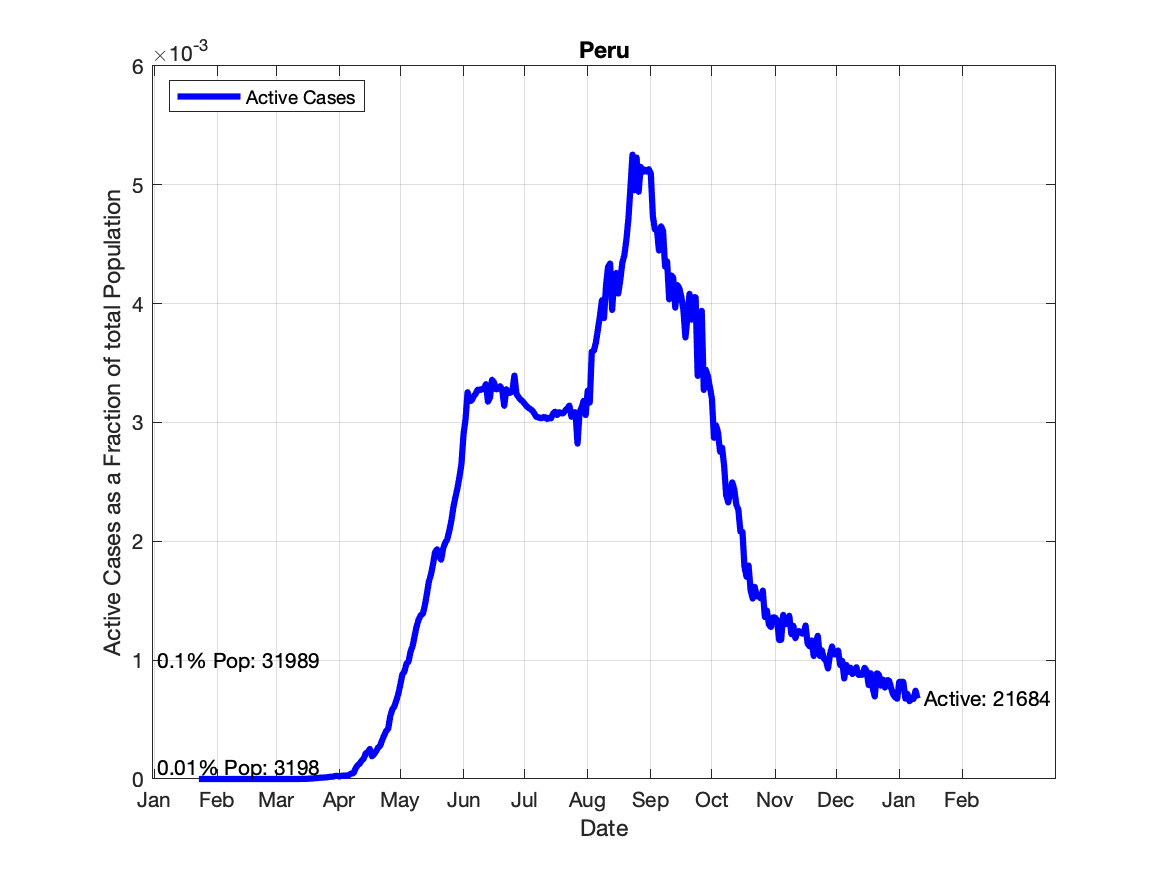 Peru
×10-3
Active Cases
6
5
4
3
2
1
0
Active Cases as a Fraction of total Population
0.1% Pop: 31989
0.01% Pop: 3198
Active: 21684
Jan Feb Mar Apr May Jun Jul Aug Sep Oct Nov Dec Jan Feb
Date